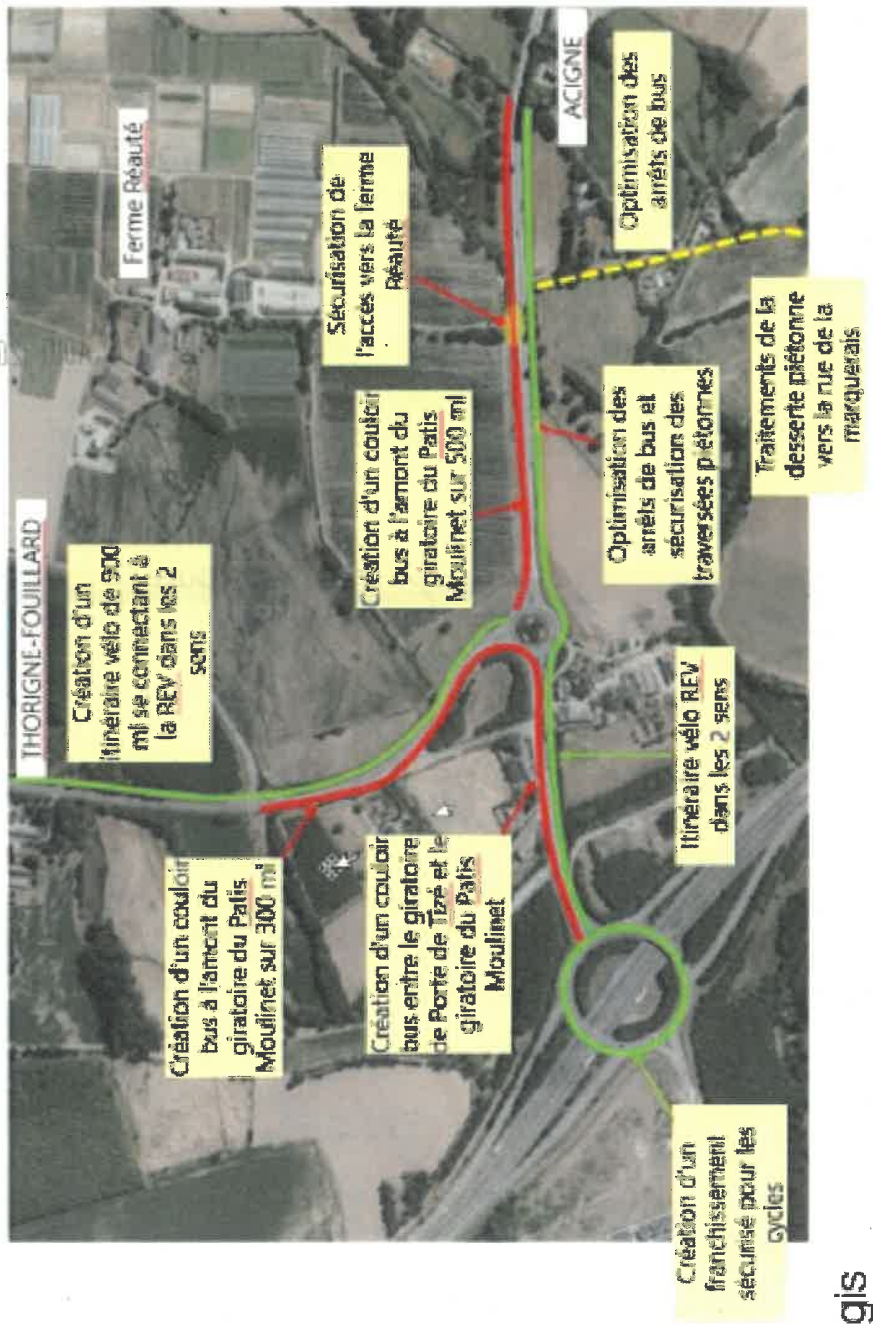 THORIGNE-FOUILLARD
Création d'un
itinéraire vélo de 900
ml se connectant à
la REV dans les 2
sens
Ferme Réauté
Création d'un couloir
bus à l'amont du
giratoire du Patis
Moulinet sur 300 ml
Création d'un couloir
bus à l'amont du
giratoire du Patis
Moulinet sur 500 ml
Sécurisation de
l'accès vers la ferme
Réauté
Création d'un couloir
bus entre le giratoire
de Porte de Tizé et le
giratoire du Patis
Moulinet
ACIGNE
Optimisation des
arrêts de bus
Optimisation des
arrêts de bus et
sécurisation des
traversées piétonnes
Itinéraire vélo REV
dans les 2 sens
Création d'un
franchissement
sécurisé pour les
cycles
Traitements de la
desserte piétonne
vers la rue de la
marquerais
gis